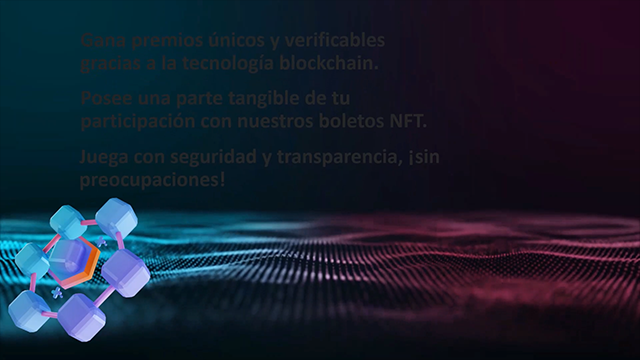 Gana premios únicos y verificables
gracias a la tecnología blockchain.
Posee una parte tangible de tu
participación con nuestros boletos NFT.
Juega con seguridad y transparencia, ¡sin
preocupaciones!